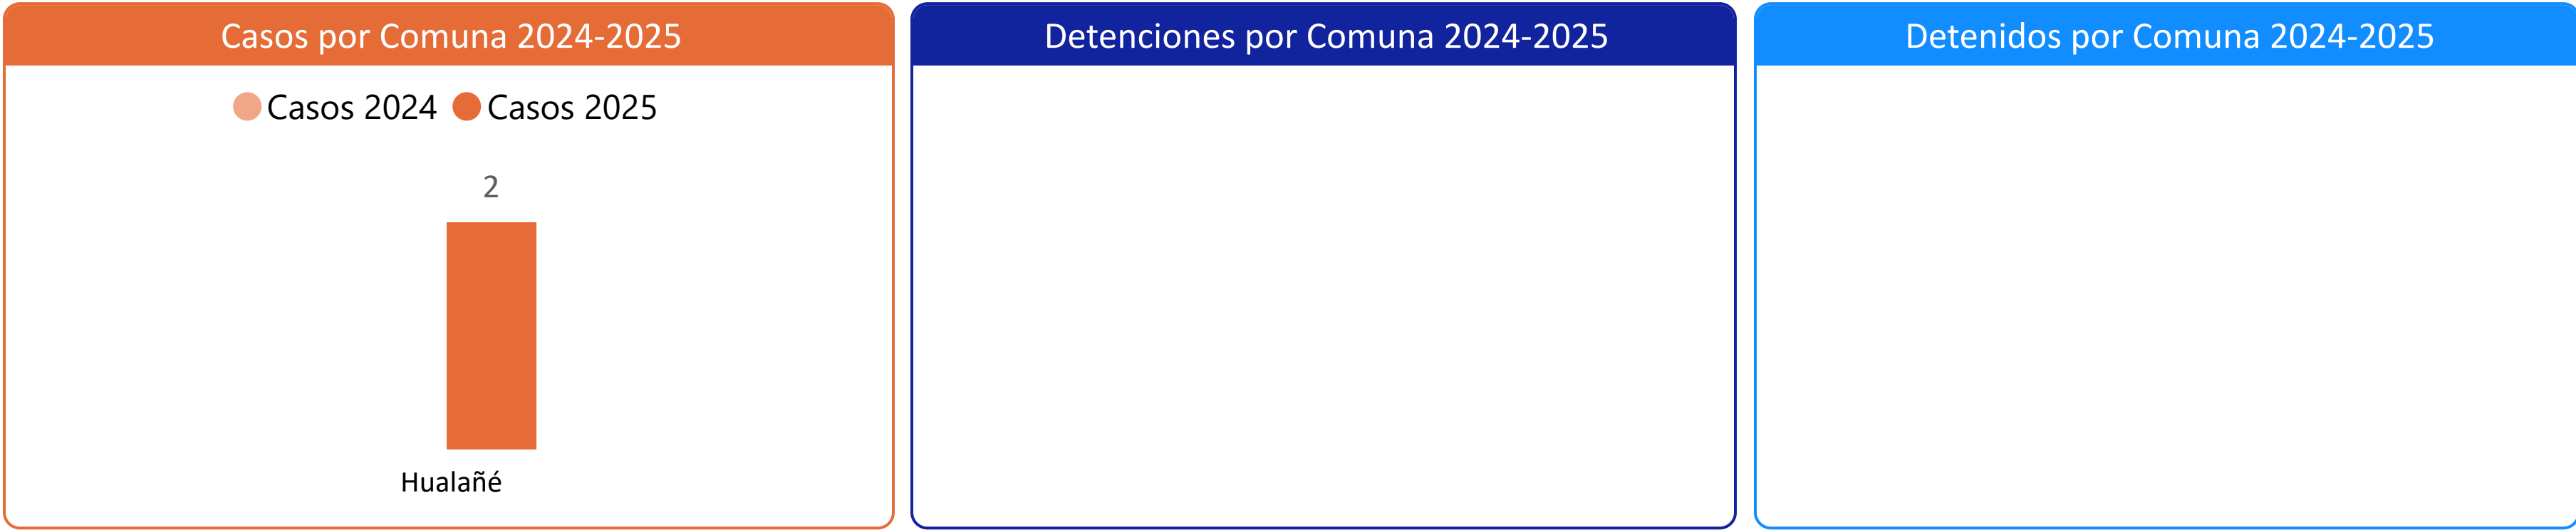 Casos por Comuna 2024-2025
Casos 2024 Casos 2025
2
Hualañé
Detenciones por Comuna 2024-2025
Detenidos por Comuna 2024-2025